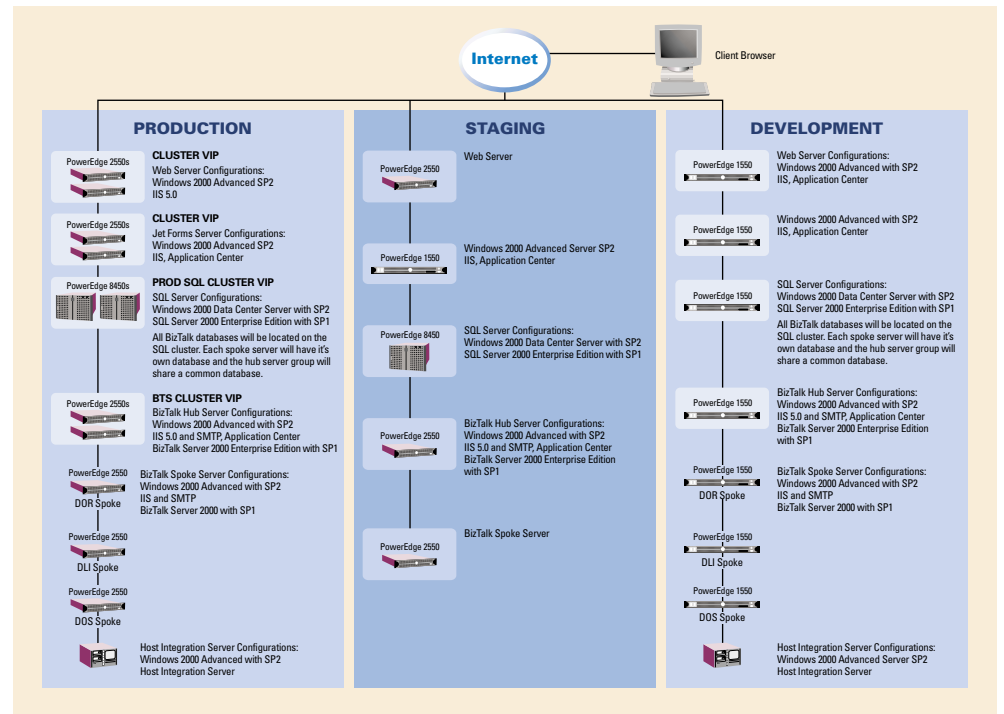 Internet
Client Browser
PRODUCTION
PowerEdge 2550s
CLUSTER VIP
Web Server Configurations:
Windows 2000 Advanced SP2
IIS 5.0
PowerEdge 2550s
CLUSTER VIP
Jet Forms Server Configurations:
Windows 2000 Advanced SP2
IIS, Application Center
PowerEdge 8450s
PROD SQL CLUSTER VIP
SQL Server Configurations:
Windows 2000 Data Center Server with SP2
SQL Server 2000 Enterprise Edition with SP1
All BizTalk databases will be located on the
SQL cluster. Each spoke server will have it's
own database and the hub server group will
share a common database.
PowerEdge 2550s
BTS CLUSTER VIP
BizTalk Hub Server Configurations:
Windows 2000 Advanced with SP2
IIS 5.0 and SMTP, Application Center
BizTalk Server 2000 Enterprise Edition with SP1
PowerEdge 2550
DOR Spoke
BizTalk Spoke Server Configurations:
Windows 2000 Advanced with SP2
IIS and SMTP
BizTalk Server 2000 with SP1
PowerEdge 2550
DLI Spoke
PowerEdge 2550
DOS Spoke
Host Integration Server Configurations:
Windows 2000 Advanced with SP2
Host Integration Server
STAGING
PowerEdge 2550
Web Server
PowerEdge 1550
Windows 2000 Advanced Server SP2
IIS, Application Center
PowerEdge 8450
SQL Server Configurations:
Windows 2000 Data Center Server with SP2
SQL Server 2000 Enterprise Edition with SP1
PowerEdge 2550
BizTalk Hub Server Configurations:
Windows 2000 Advanced with SP2
IIS 5.0 and SMTP, Application Center
BizTalk Server 2000 Enterprise Edition
with SP1
PowerEdge 2550
BizTalk Spoke Server
DEVELOPMENT
PowerEdge 1550
Web Server Configurations:
Windows 2000 Advanced with SP2
IIS, Application Center
PowerEdge 1550
Windows 2000 Advanced with SP2
IIS, Application Center
PowerEdge 1550
SQL Server Configurations:
Windows 2000 Data Center Server with SP2
SQL Server 2000 Enterprise Edition with SP1
All BizTalk databases will be located on the
SQL cluster. Each spoke server will have it's
own database and the hub server group will
share a common database.
PowerEdge 1550
BizTalk Hub Server Configurations:
Windows 2000 Advanced with SP2
IIS 5.0 and SMTP, Application Center
BizTalk Server 2000 Enterprise Edition
with SP1
PowerEdge 1550
DOR Spoke
BizTalk Spoke Server Configurations:
Windows 2000 Advanced with SP2
IIS and SMTP
BizTalk Server 2000 with SP1
PowerEdge 1550
DLI Spoke
PowerEdge 1550
DOS Spoke
Host Integration Server Configurations:
Windows 2000 Advanced Server SP2
Host Integration Server